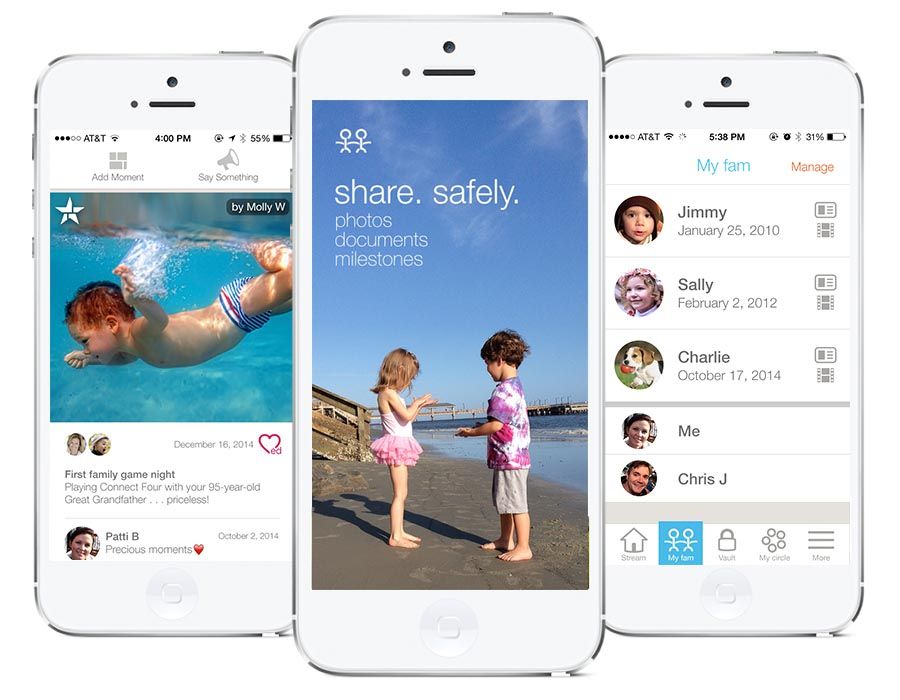 ●●●○○ AT&T 4:00 PM 55%
Add Moment
Say Something
by Molly W
December 16, 2014
ed
First family game night
Playing Connect Four with your 95-year-old
Great Grandfather . . . priceless!
Patti B
October 2, 2014
Precious moments❤️
share. safely.
photos
documents
milestones
●●●●○ AT&T 5:38 PM 31%
My fam
Manage
Jimmy
January 25, 2010
Sally
February 2, 2012
Charlie
October 17, 2014
Me
Chris J
Stream
My fam
Vault
My circle
More